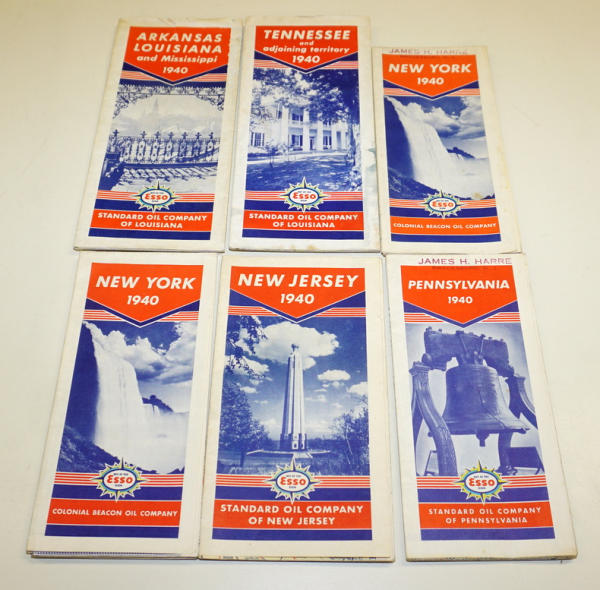 ARKANSAS
LOUISIANA
and Mississippi
1940
Esso
STANDARD OIL COMPANY
OF LOUISIANA
TENNESSEE
and
adjoining territory
1940
Esso
STANDARD OIL COMPANY
OF LOUISIANA
JAMES H. HARRE
NEW YORK
1940
Esso
COLONIAL BEACON OIL COMPANY
NEW YORK
1940
Esso
COLONIAL BEACON OIL COMPANY
NEW JERSEY
1940
Esso
STANDARD OIL COMPANY
OF NEW JERSEY
JAMES H. HARRE
PENNSYLVANIA
1940
Esso
STANDARD OIL COMPANY
OF PENNSYLVANIA